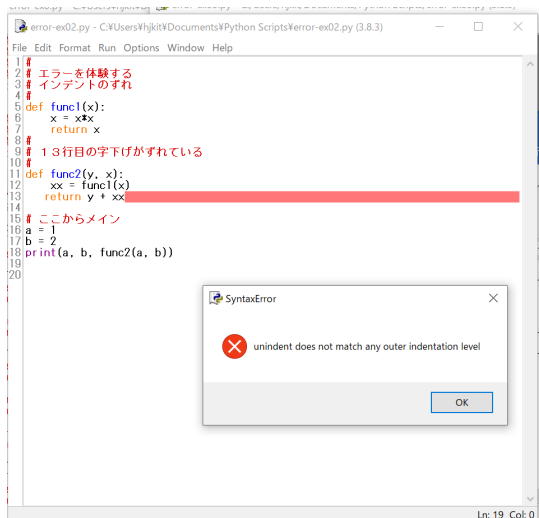 error-ex02.py - C:¥Users¥hjkit¥Documents¥Python Scripts¥error-ex02.py (3.8.3)
File Edit Format Run Options Window Help
1 #
2 # エラーを体験する
3 # インデントのずれ
4 #
5 def func1(x):
6     x = x*x
7     return x
8 #
9 # １３行目の字下げがずれている
10 #
11 def func2(y, x):
12     xx = func1(x)
13    return y + xx
14
15 # ここからメイン
16 a = 1
17 b = 2
18 print(a, b, func2(a, b))
19
20
SyntaxError
unindent does not match any outer indentation level
OK
Ln: 19 Col: 0